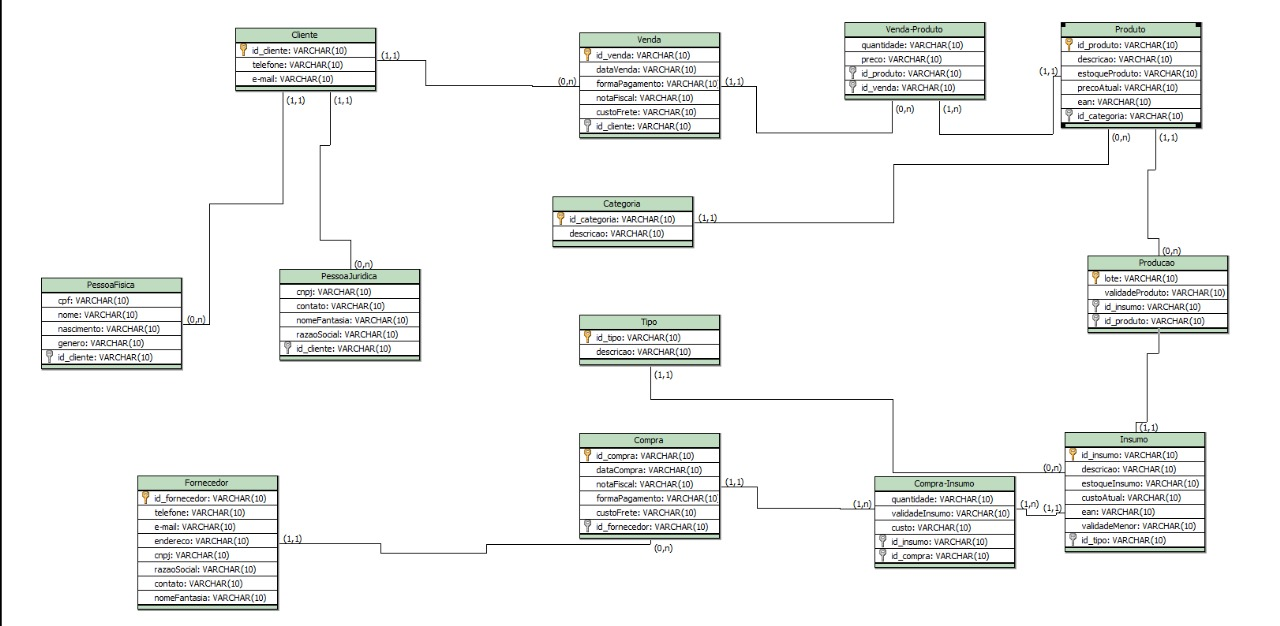 Cliente
id_cliente: VARCHAR(10)
telefone: VARCHAR(10)
e-mail: VARCHAR(10)
(1,1)
(1,1)
(1,1)
(0,n)
Venda
id_venda: VARCHAR(10)
dataVenda: VARCHAR(10)
formaPagamento: VARCHAR(10)
notaFiscal: VARCHAR(10)
custoFrete: VARCHAR(10)
id_cliente: VARCHAR(10)
(1,1)
Venda-Produto
quantidade: VARCHAR(10)
preco: VARCHAR(10)
id_produto: VARCHAR(10)
id_venda: VARCHAR(10)
(0,n)
(1,n)
(1,1)
Produto
id_produto: VARCHAR(10)
descricao: VARCHAR(10)
estoqueProduto: VARCHAR(10)
precoAtual: VARCHAR(10)
ean: VARCHAR(10)
id_categoria: VARCHAR(10)
(0,n)
(1,1)
Categoria
id_categoria: VARCHAR(10)
descricao: VARCHAR(10)
(1,1)
(0,n)
Producao
lote: VARCHAR(10)
validadeProduto: VARCHAR(10)
id_insumo: VARCHAR(10)
id_produto: VARCHAR(10)
PessoaFisica
cpf: VARCHAR(10)
nome: VARCHAR(10)
nascimento: VARCHAR(10)
genero: VARCHAR(10)
id_cliente: VARCHAR(10)
(0,n)
(0,n)
PessoaJuridica
cnpj: VARCHAR(10)
contato: VARCHAR(10)
nomeFantasia: VARCHAR(10)
razaoSocial: VARCHAR(10)
id_cliente: VARCHAR(10)
Tipo
id_tipo: VARCHAR(10)
descricao: VARCHAR(10)
(1,1)
Fornecedor
id_fornecedor: VARCHAR(10)
telefone: VARCHAR(10)
e-mail: VARCHAR(10)
endereco: VARCHAR(10)
cnpj: VARCHAR(10)
razaoSocial: VARCHAR(10)
contato: VARCHAR(10)
nomeFantasia: VARCHAR(10)
(1,1)
Compra
id_compra: VARCHAR(10)
dataCompra: VARCHAR(10)
notaFiscal: VARCHAR(10)
formaPagamento: VARCHAR(10)
custoFrete: VARCHAR(10)
id_fornecedor: VARCHAR(10)
(0,n)
(1,1)
(1,n)
Compra-Insumo
quantidade: VARCHAR(10)
validadeInsumo: VARCHAR(10)
custo: VARCHAR(10)
id_insumo: VARCHAR(10)
id_compra: VARCHAR(10)
(1,n)
(1,1)
(0,n)
(1,1)
Insumo
id_insumo: VARCHAR(10)
descricao: VARCHAR(10)
estoqueInsumo: VARCHAR(10)
custoAtual: VARCHAR(10)
ean: VARCHAR(10)
validadeMenor: VARCHAR(10)
id_tipo: VARCHAR(10)